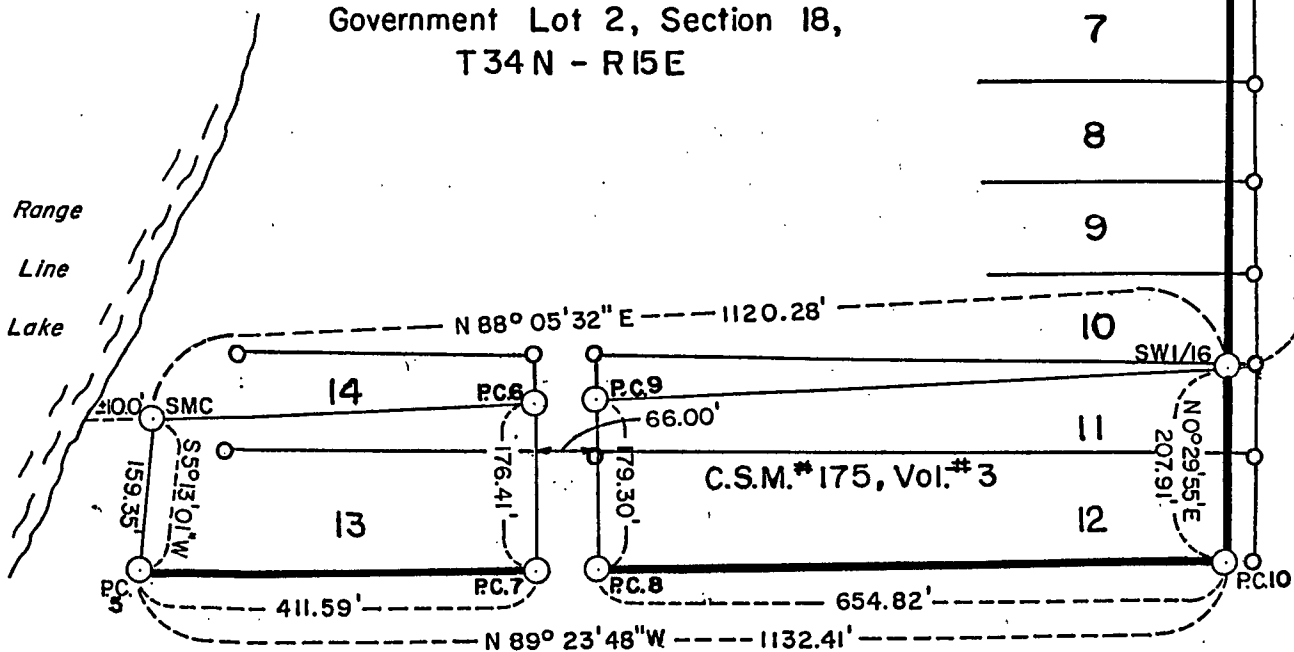 Government Lot 2, Section 18,
T34N - R15E
7
8
9
Range
Line
Lake
N 88° 05' 32" E 1120.28'
10
SW1/16
14
P.C.6
P.C.9
±10.0'
SMC
66.00'
11
N0°29'55"E
207.91'
S5°13'01"W
159.35'
176.41'
179.30'
C.S.M.#175, Vol.#3
13
12
P.C.
5
P.C.7
P.C.8
P.C.10
411.59'
654.82'
N 89° 23' 48" W 1132.41'